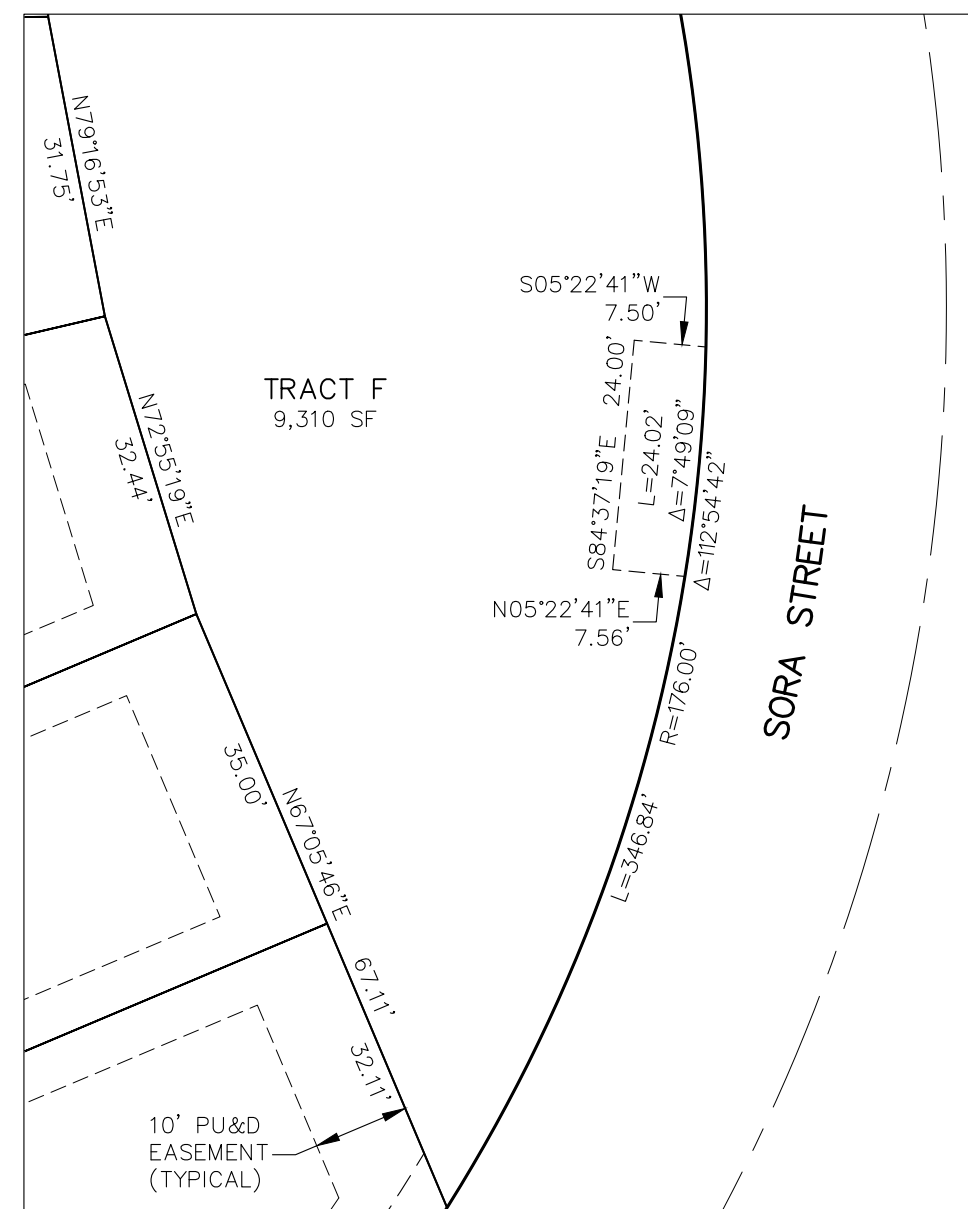 N79°16'53"E
31.75'
S05°22'41"W
7.50'
TRACT F
9,310 SF
N72°55'19"E
32.44'
S84°37'19"E 24.00'
L=24.02'
Δ=7°49'09"
Δ=112°54'42"
SORA STREET
N05°22'41"E
7.56'
R=176.00'
L=346.84'
35.00'
N67°05'46"E
67.11'
32.11'
10' PU&D
EASEMENT
(TYPICAL)